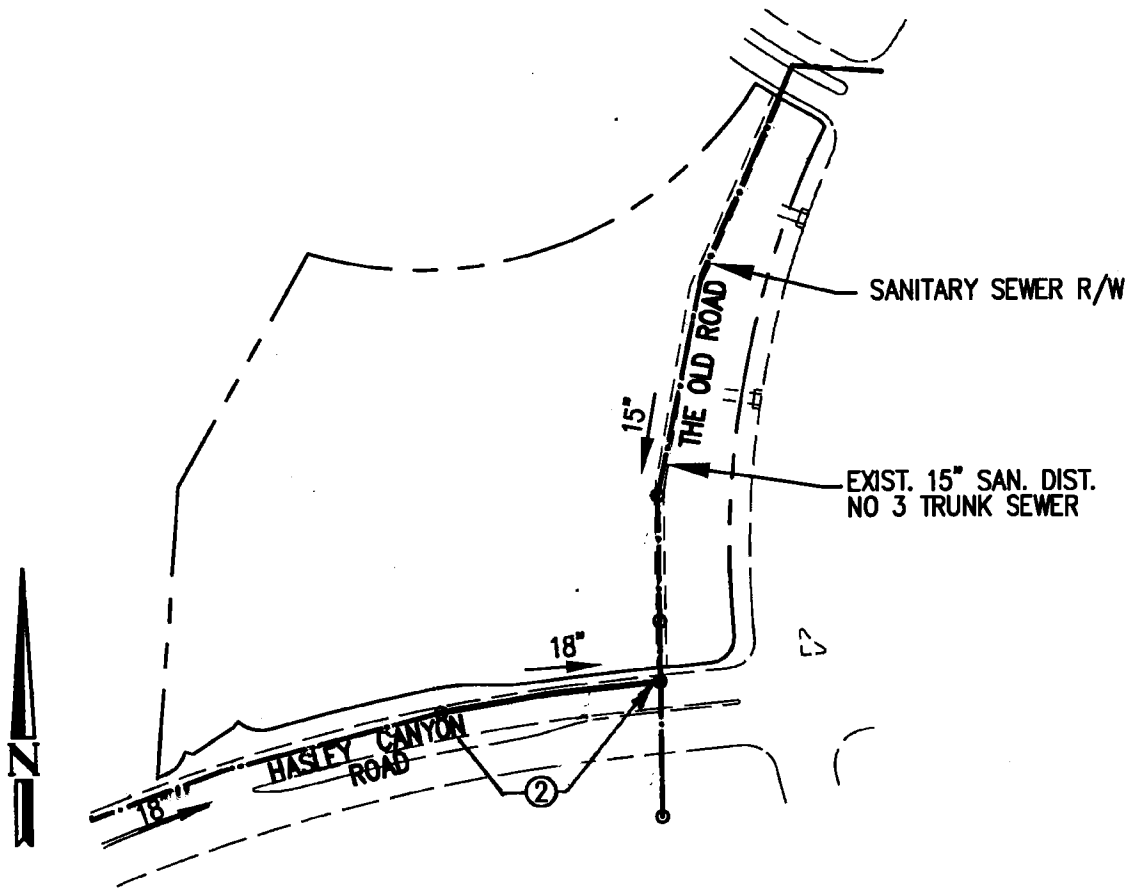 SANITARY SEWER R/W
THE OLD ROAD
15"
EXIST. 15" SAN. DIST.
NO 3 TRUNK SEWER
18"
HASLEY CANYON
ROAD
2
18"
N